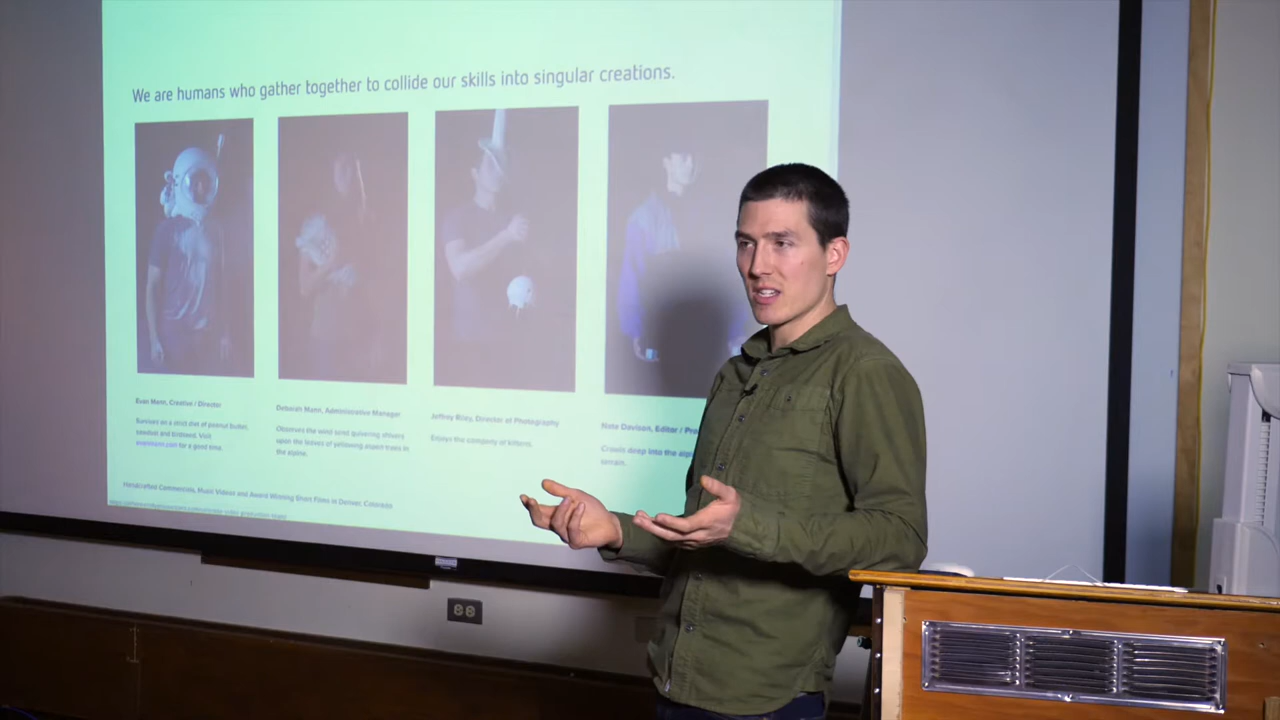 We are humans who gather together to collide our skills into singular creations.
Evan Mann, Creative / Director
Survives on a strict diet of peanut butter,
sawdust and birdseed. Visit
evanmann.com for a good time.
Deborah Mann, Administrative Manager
Observes the wind send quivering shivers
upon the leaves of yellowing aspen trees in
the alpine.
Jeffrey Riley, Director of Photography
Enjoys the company of kittens.
Nate Davison, Editor / Pro
Crawls deep into the alpi
terrain.
Handcrafted Commercials, Music Videos and Award Winning Short Films in Denver, Colorado